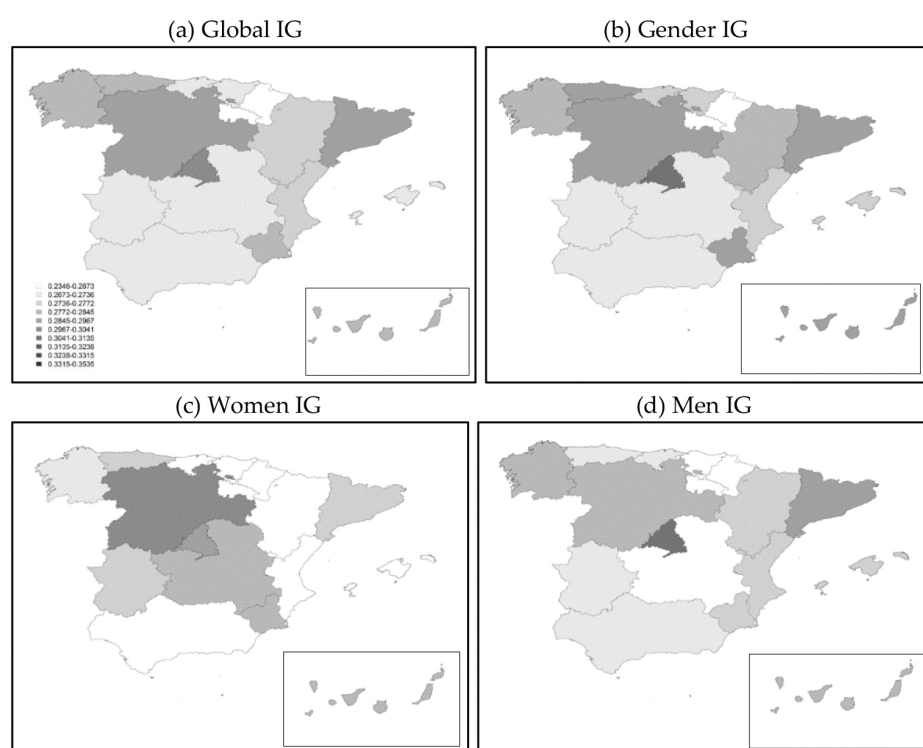 (a) Global IG
(b) Gender IG
0.2346-0.2673
0.2673-0.2736
0.2736-0.2772
0.2772-0.2845
0.2845-0.2967
0.2967-0.3041
0.3041-0.3135
0.3135-0.3238
0.3238-0.3315
0.3315-0.3535
(c) Women IG
(d) Men IG